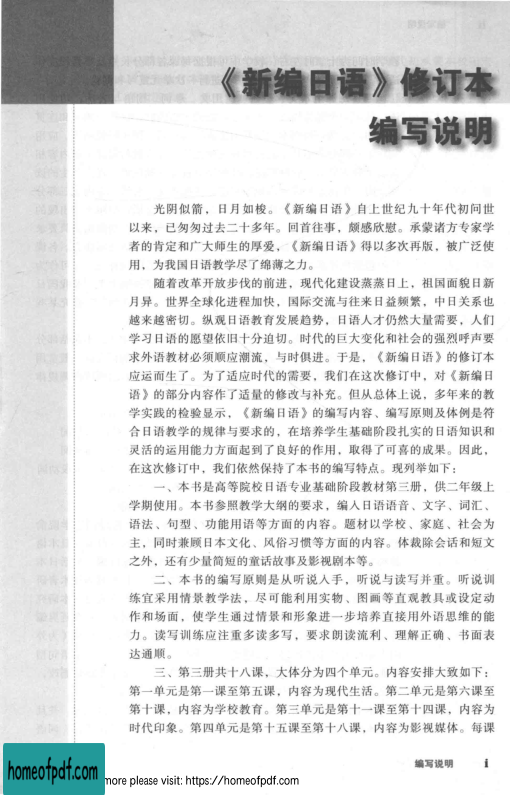 《新编日语》修订本
编写说明
光阴似箭，日月如梭。《新编日语》自上世纪九十年代初问世
以来，已匆匆过去二十多年。回首往事，颇感欣慰。承蒙诸方专家学
者的肯定和广大师生的厚爱，《新编日语》得以多次再版，被广泛使
用，为我国日语教学尽了绵薄之力。
随着改革开放步伐的前进，现代化建设蒸蒸日上，祖国面貌日新
月异。世界全球化进程加快，国际交流与往来日益频繁，中日关系也
越来越密切。纵观日语教育发展趋势，日语人才仍然大量需要，人们
学习日语的愿望依旧十分迫切。时代的巨大变化和社会的强烈呼声要
求外语教材必须顺应潮流，与时俱进。于是，《新编日语》的修订本
应运而生了。为了适应时代的需要，我们在这次修订中，对《新编日
语》的部分内容作了适量的修改与补充。但从总体上说，多年来的教
学实践的检验显示，《新编日语》的编写内容、编写原则及体例是符
合日语教学的规律与要求的，在培养学生基础阶段扎实的日语知识和
灵活的运用能力方面起到了良好的作用，取得了可喜的成果。因此，
在这次修订中，我们依然保持了本书的编写特点。现列举如下：
一、本书是高等院校日语专业基础阶段教材第三册，供二年级上
学期使用。本书参照教学大纲的要求，编入日语语音、文字、词汇、
语法、句型、功能用语等方面的内容。题材以学校、家庭、社会为
主，同时兼顾日本文化、风俗习惯等方面的内容。体裁除会话和短文
之外，还有少量简短的童话故事及影视剧本等。
二、本书的编写原则是从听说入手，听说与读写并重。听说训
练宜采用情景教学法，尽可能利用实物、图画等直观教具或设定动
作和场面，使学生通过情景和形象进一步培养直接用外语思维的能
力。读写训练应注重多读多写，要求朗读流利、理解正确、书面表
达通顺。
三、第三册共十八课，大体分为四个单元。内容安排大致如下：
第一单元是第一课至第五课，内容为现代生活。第二单元是第六课至
第十课，内容为学校教育。第三单元是第十一课至第十四课，内容为
时代印象。第四单元是第十五课至第十八课，内容为影视媒体。每课
编写说明 i
homeofpdf.com
more please visit: https://homeofpdf.com